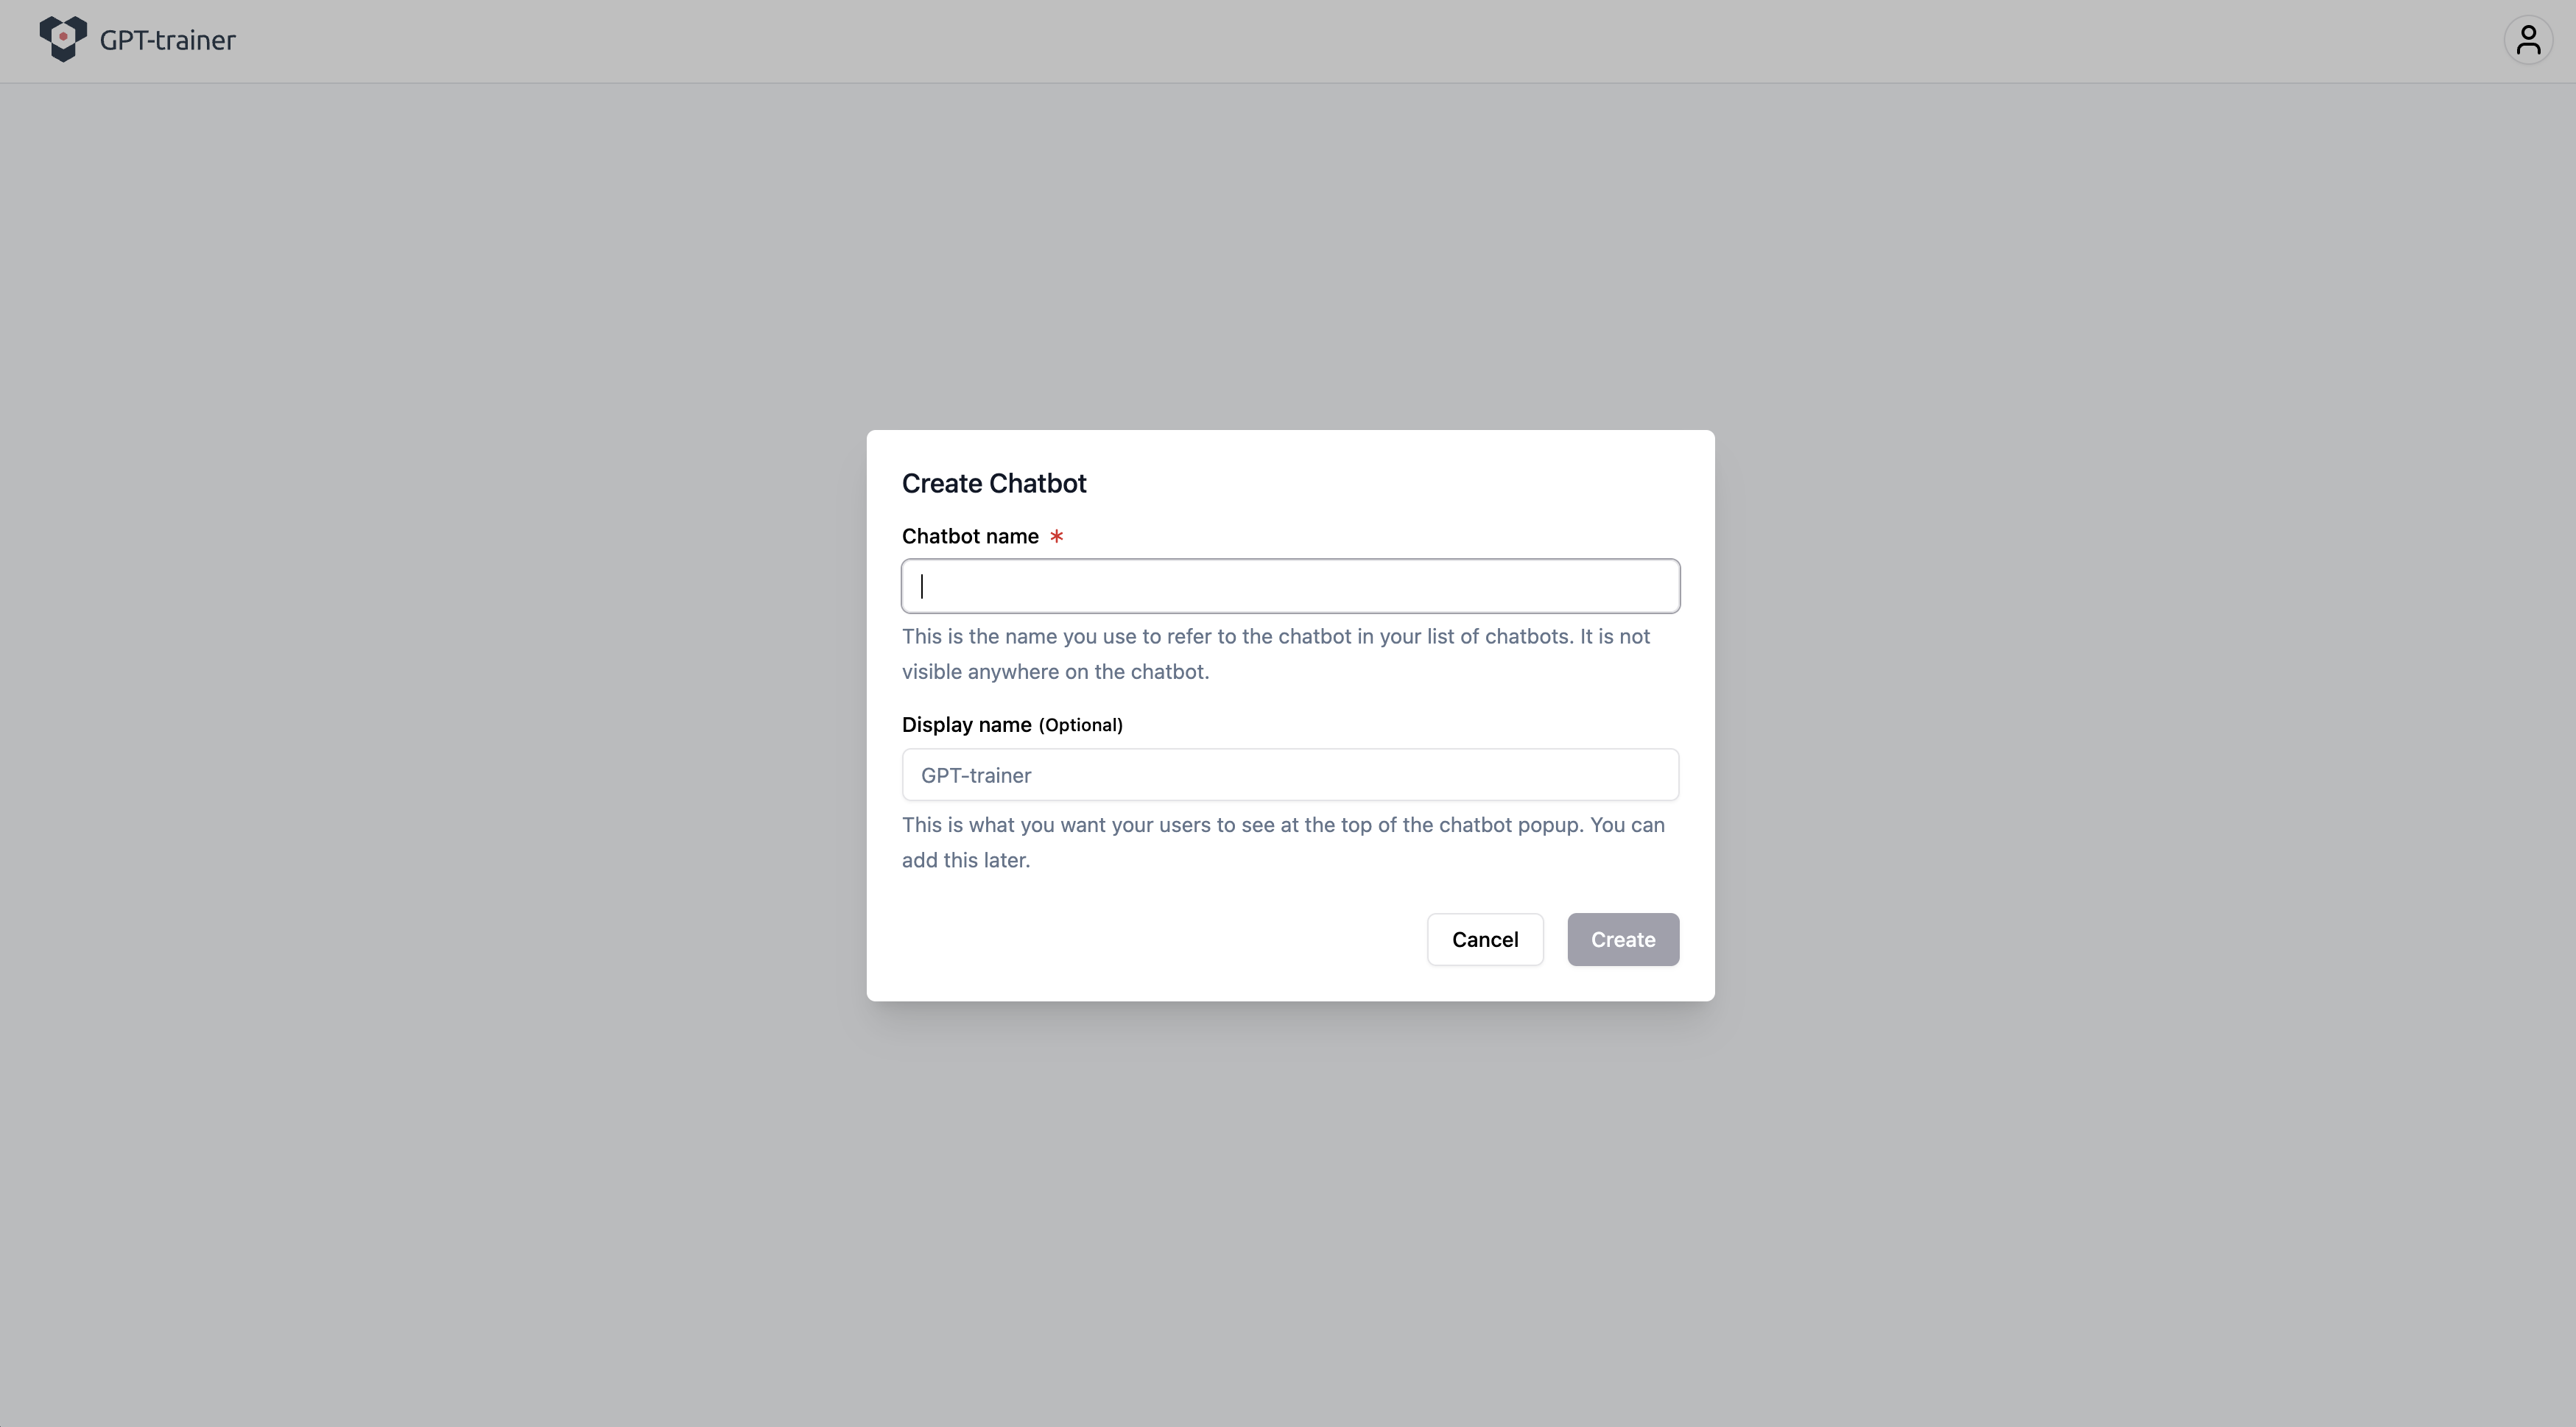 GPT-trainer
Create Chatbot
Chatbot name *
This is the name you use to refer to the chatbot in your list of chatbots. It is not
visible anywhere on the chatbot.
Display name (Optional)
GPT-trainer
This is what you want your users to see at the top of the chatbot popup. You can
add this later.
Cancel Create